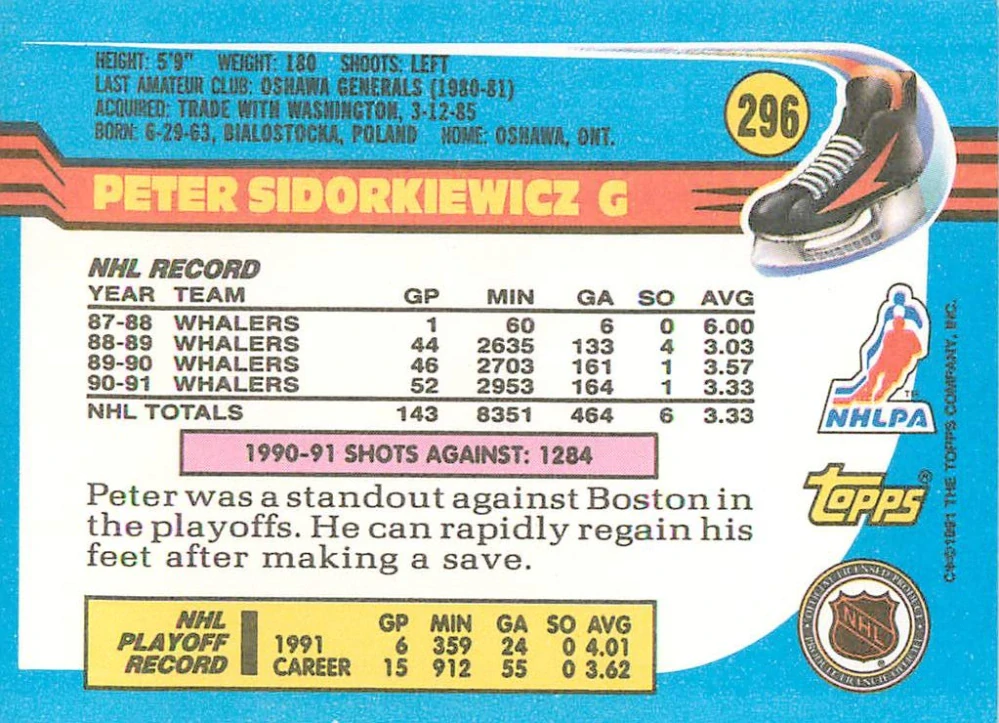 HEIGHT: 5'9" WEIGHT: 180 SHOOTS: LEFT
LAST AMATEUR CLUB: OSHAWA GENERALS (1980-81)
ACQUIRED: TRADE WITH WASHINGTON, 3-12-85
BORN: 6-29-63, BIALOSTOCKA, POLAND HOME: OSHAWA, ONT.
296
PETER SIDORKIEWICZ G
NHL RECORD
YEAR TEAM GP MIN GA SO AVG
87-88 WHALERS 1 60 6 0 6.00
88-89 WHALERS 44 2635 133 4 3.03
89-90 WHALERS 46 2703 161 1 3.57
90-91 WHALERS 52 2953 164 1 3.33
NHL TOTALS 143 8351 464 6 3.33
1990-91 SHOTS AGAINST: 1284
Peter was a standout against Boston in
the playoffs. He can rapidly regain his
feet after making a save.
NHL PLAYOFF RECORD
GP MIN GA SO AVG
1991 6 359 24 0 4.01
CAREER 15 912 55 0 3.62
TM
NHLPA
topps®
©1991 THE TOPPS COMPANY, INC.
NHL
®